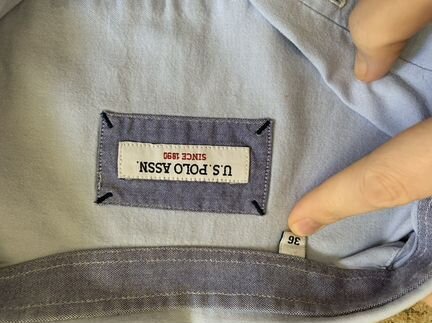 U.S. POLO ASSN.
SINCE 1890
36